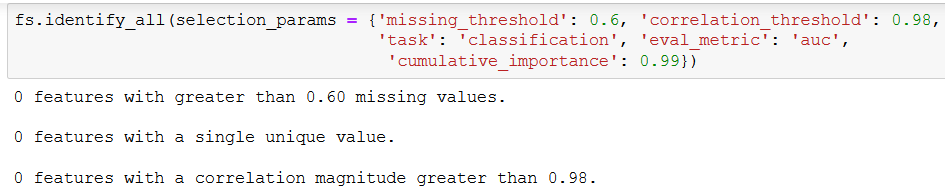 fs.identify_all(selection_params = {'missing_threshold': 0.6, 'correlation_threshold': 0.98,
'task': 'classification', 'eval_metric': 'auc',
'cumulative_importance': 0.99})
0 features with greater than 0.60 missing values.
0 features with a single unique value.
0 features with a correlation magnitude greater than 0.98.